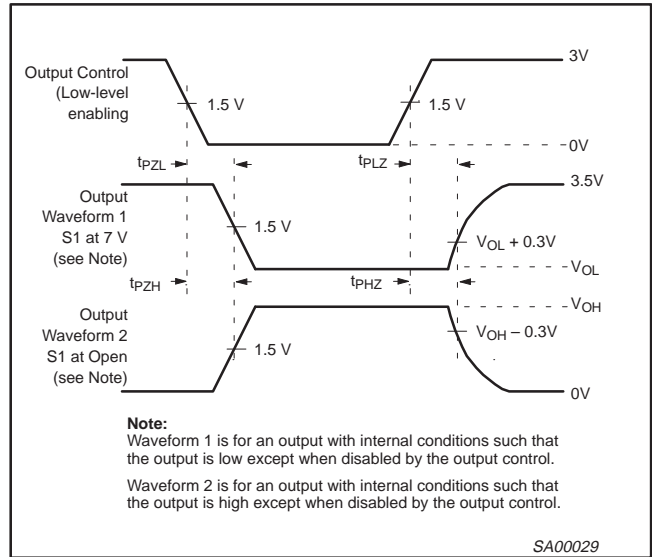 3V
Output Control
(Low-level
enabling
1.5 V
1.5 V
0V
tPZL
tPLZ
3.5V
Output
Waveform 1
S1 at 7 V
(see Note)
1.5 V
VOL + 0.3V
VOL
tPZH
tPHZ
VOH
Output
Waveform 2
S1 at Open
(see Note)
1.5 V
VOH – 0.3V
0V
Note:
Waveform 1 is for an output with internal conditions such that
the output is low except when disabled by the output control.
Waveform 2 is for an output with internal conditions such that
the output is high except when disabled by the output control.
SA00029